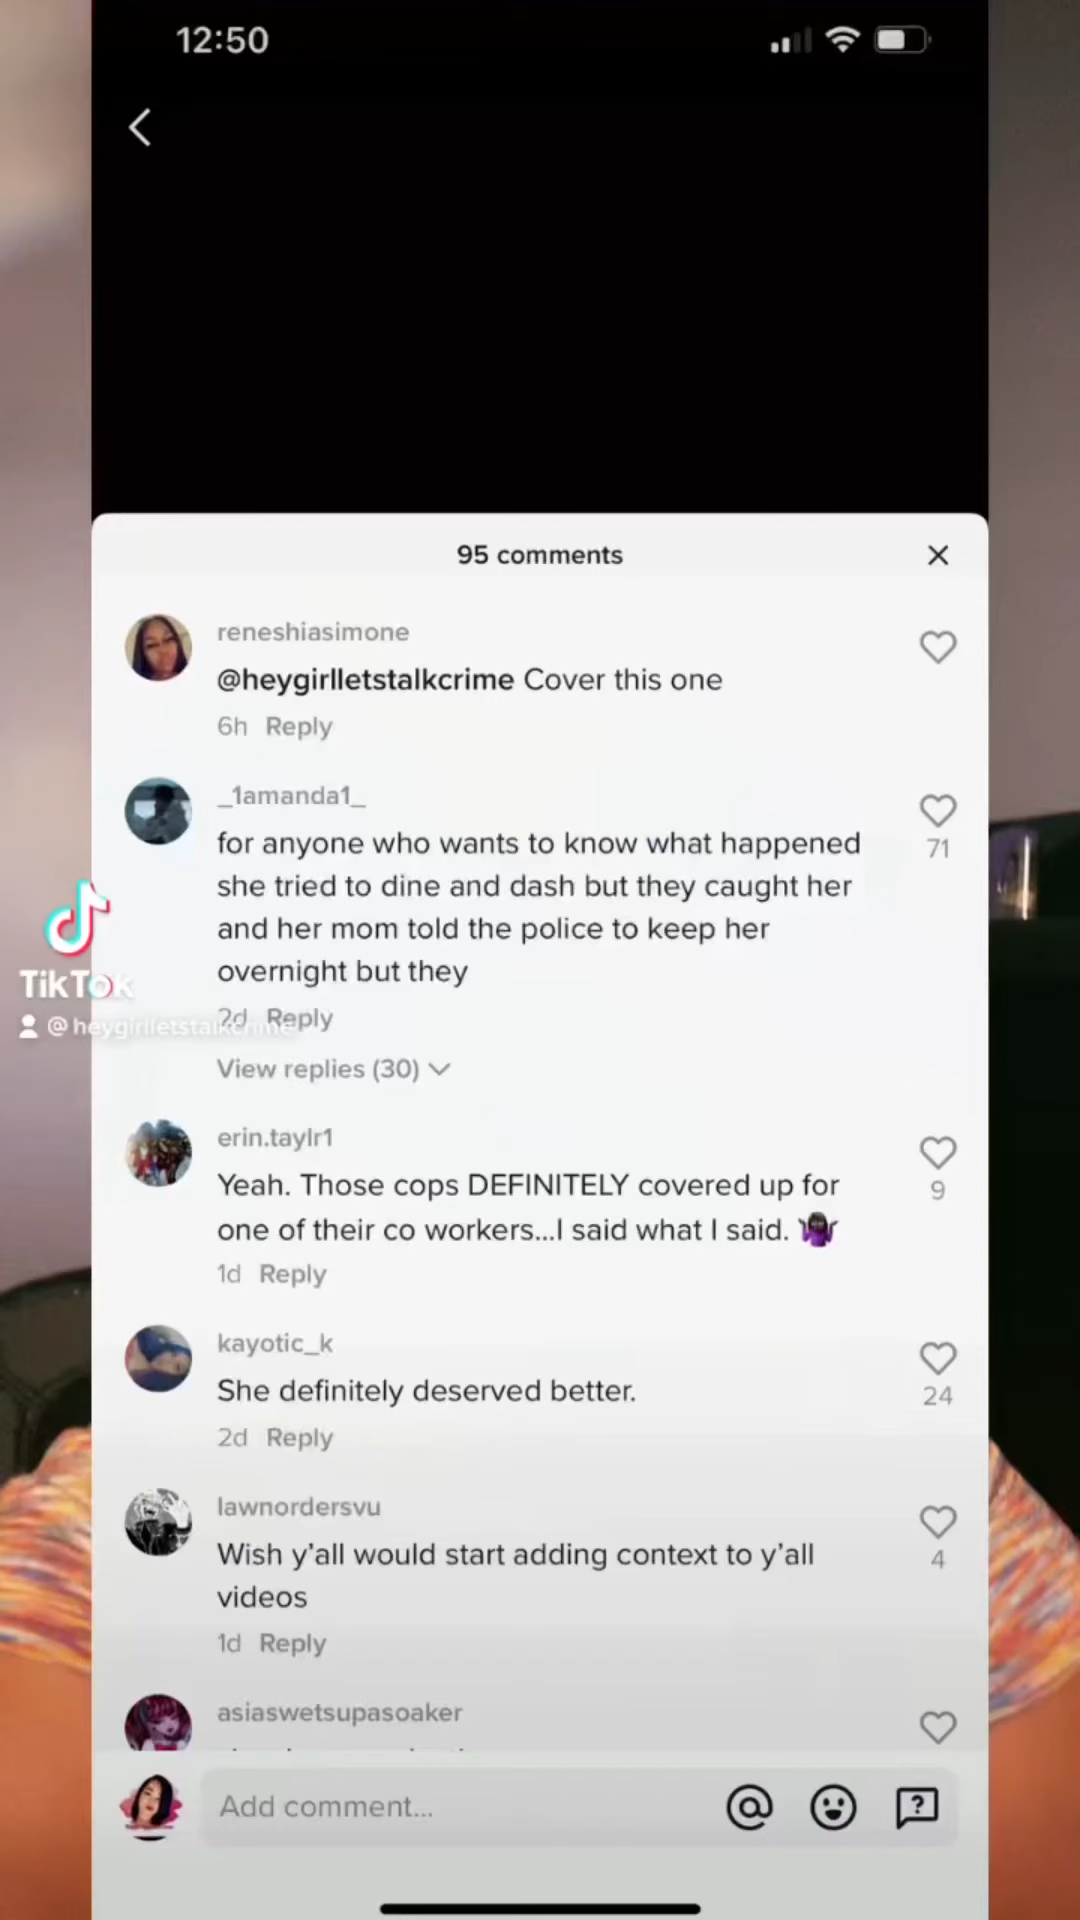 12:50
95 comments
reneshiasimone
@heygirlletstalkcrime Cover this one
6h Reply
_1amanda1_
71
for anyone who wants to know what happened
she tried to dine and dash but they caught her
and her mom told the police to keep her
overnight but they
2d Reply
View replies (30)
TikTok
@heygirlletstalkcrime
erin.taylr1
9
Yeah. Those cops DEFINITELY covered up for
one of their co workers...I said what I said. 🤷🏿‍♀️
1d Reply
kayotic_k
24
She definitely deserved better.
2d Reply
lawnordersvu
4
Wish y'all would start adding context to y'all
videos
1d Reply
asiaswetsupasoaker
Add comment...